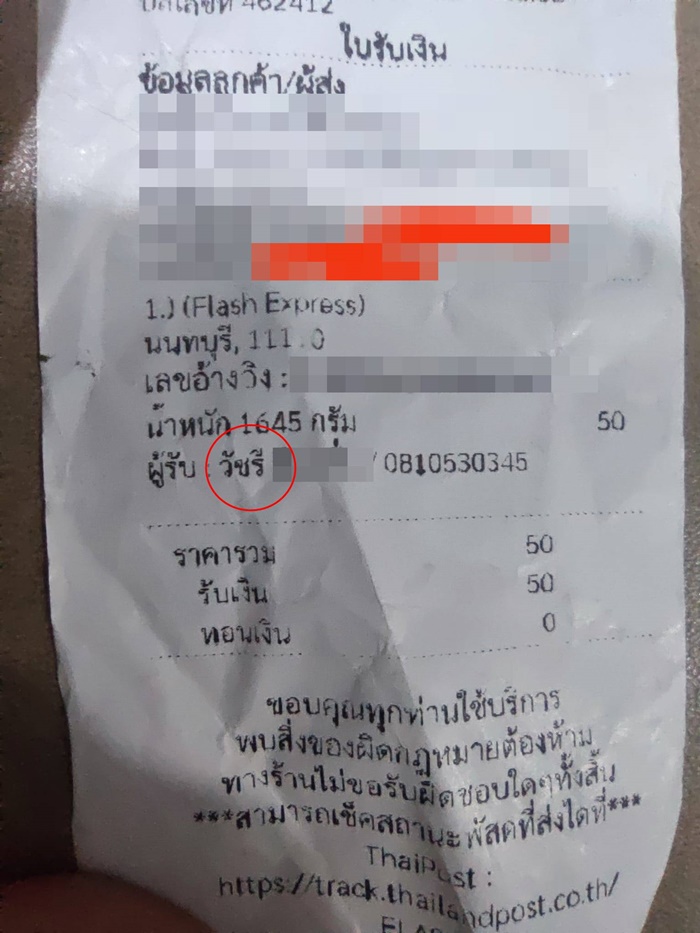 บิลเลขที่ 462412
ใบรับเงิน
ข้อมูลลูกค้า/ผู้ส่ง
1.) (Flash Express)
นนทบุรี,
เลขอ้างอิง :
น้ำหนัก 1645 กรัม 50
ผู้รับ : วัชรี / 0810530345
ราคารวม 50
รับเงิน 50
ทอนเงิน 0
ขอบคุณทุกท่านใช้บริการ
พบสิ่งของผิดกฎหมายต้องห้าม
ทางร้านไม่ขอรับผิดชอบใดๆทั้งสิ้น
***สามารถเช็คสถานะพัสดุที่ส่งได้ที่***
ThaiPost :
https://track.thailandpost.co.th/